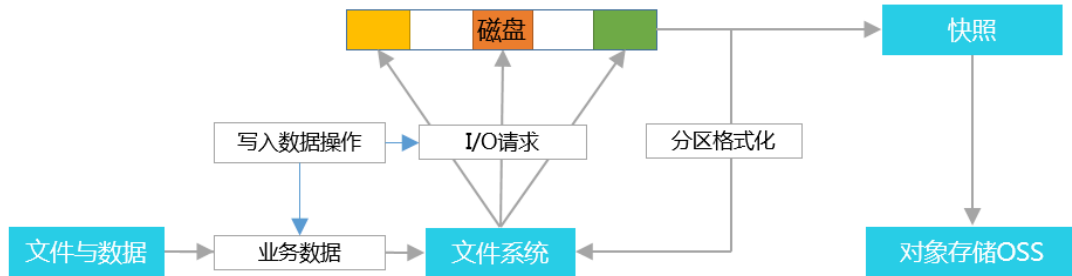 磁盘
快照
写入数据操作
I/O请求
分区格式化
文件与数据
业务数据
文件系统
对象存储OSS